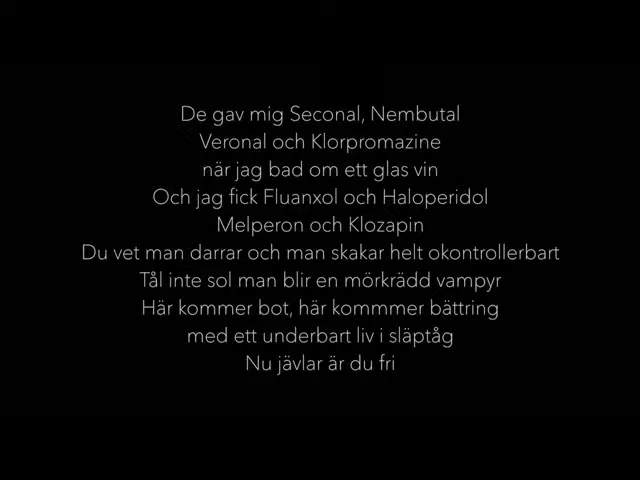 De gav mig Seconal, Nembutal
Veronal och Klorpromazine
när jag bad om ett glas vin
Och jag fick Fluanxol och Haloperidol
Melperon och Klozapin
Du vet man darrar och man skakar helt okontrollerbart
Tål inte sol man blir en mörkrädd vampyr
Här kommer bot, här kommmer bättring
med ett underbart liv i släptåg
Nu jävlar är du fri